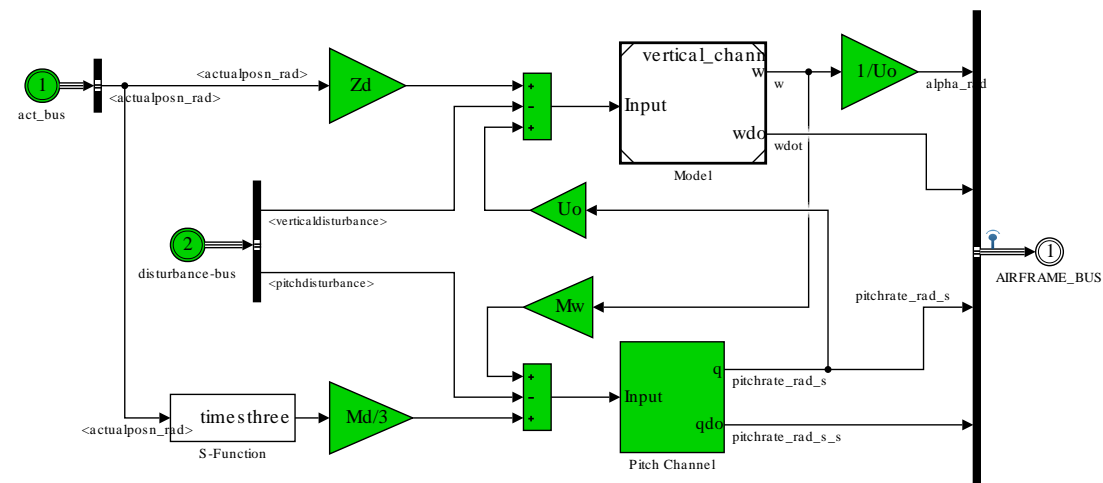 1
act_bus
<actualposn_rad>
<actualposn_rad>
Zd
+
−
+
vertical_chann
Input
w
wdo
Model
w
wdot
1/Uo
alpha_rad
Uo
<verticaldisturbance>
2
disturbance-bus
<pitchdisturbance>
Mw
1
AIRFRAME_BUS
pitchrate_rad_s
+
−
+
Input
q
qdo
Pitch Channel
pitchrate_rad_s
pitchrate_rad_s_s
<actualposn_rad>
timesthree
S-Function
Md/3